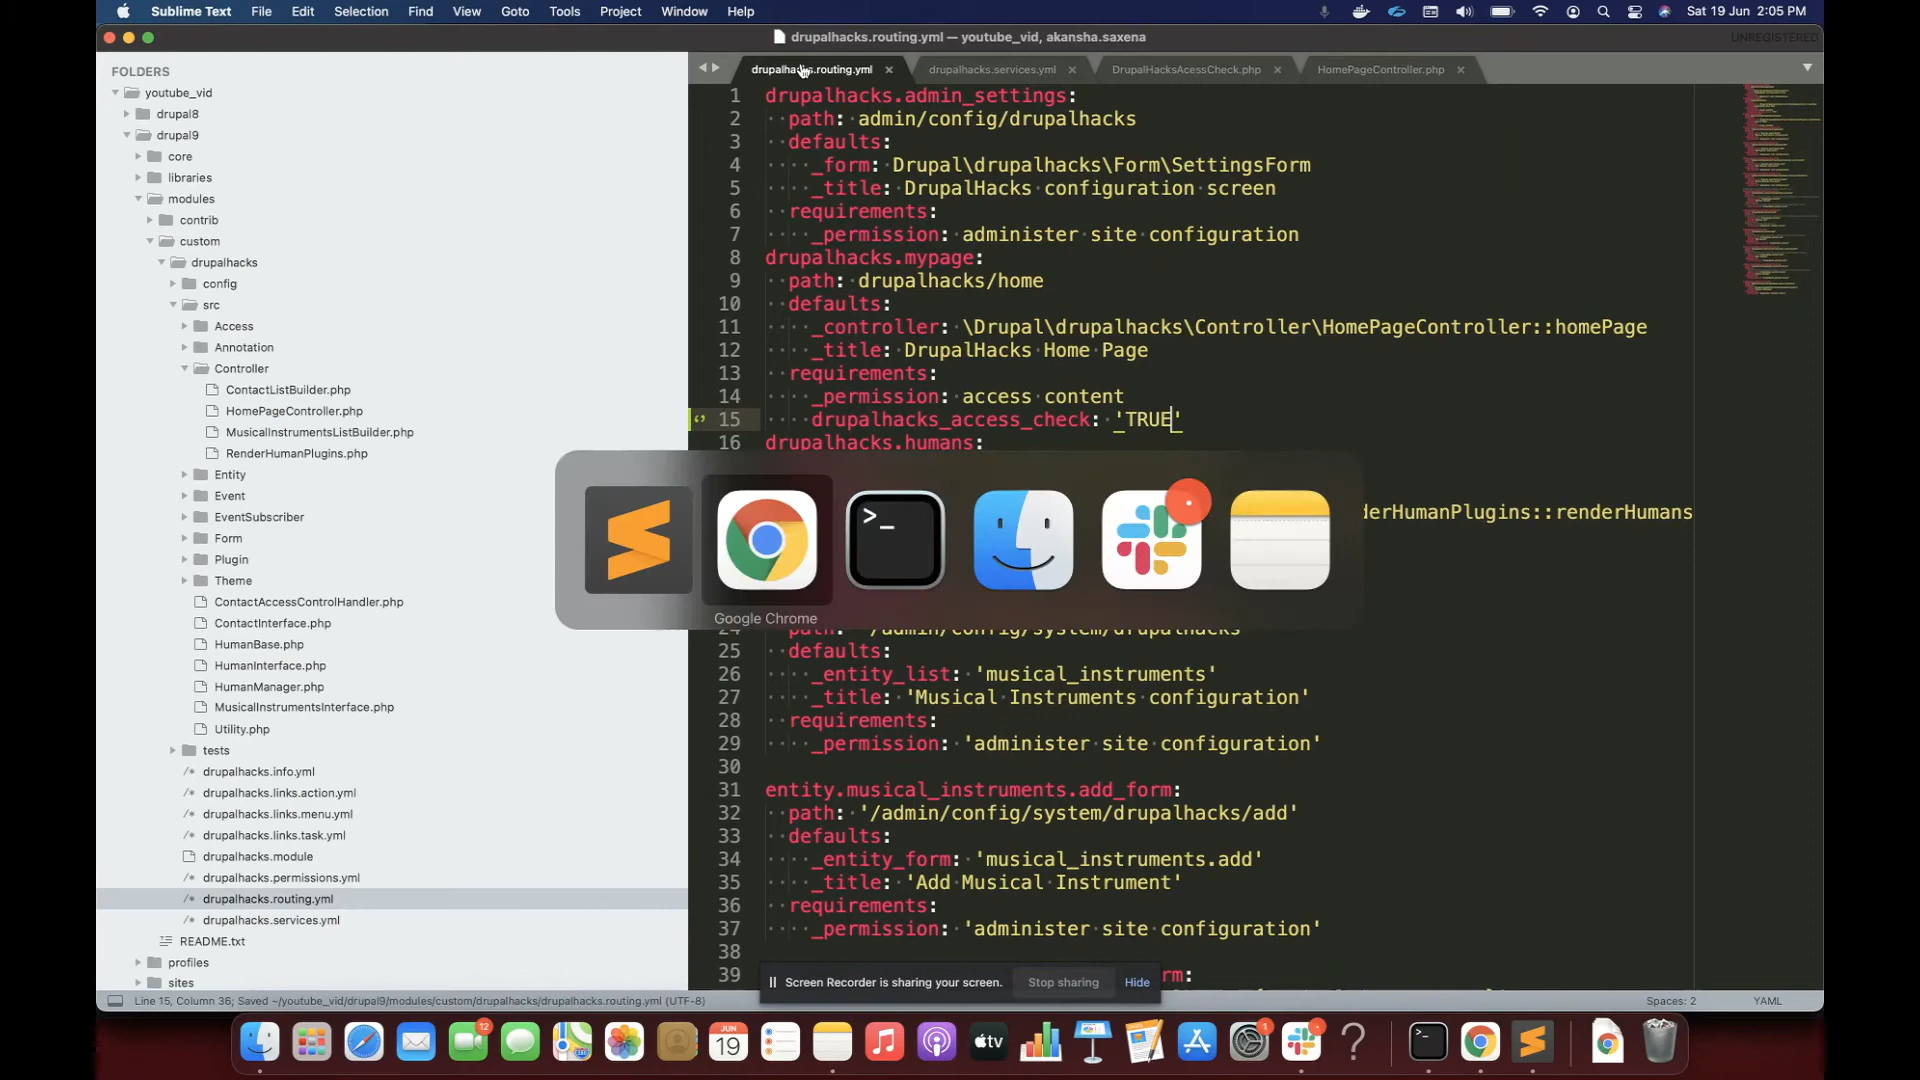 Sublime Text File Edit Selection Find View Goto Tools Project Window Help Sat 19 Jun 2:05 PM
drupalhacks.routing.yml — youtube_vid, akansha.saxena UNREGISTERED
FOLDERS
youtube_vid
drupal8
drupal9
core
libraries
modules
contrib
custom
drupalhacks
config
src
Access
Annotation
Controller
ContactListBuilder.php
HomePageController.php
MusicalInstrumentsListBuilder.php
RenderHumanPlugins.php
Entity
Event
EventSubscriber
Form
Plugin
Theme
ContactAccessControlHandler.php
ContactInterface.php
HumanBase.php
HumanInterface.php
HumanManager.php
MusicalInstrumentsInterface.php
Utility.php
tests
drupalhacks.info.yml
drupalhacks.links.action.yml
drupalhacks.links.menu.yml
drupalhacks.links.task.yml
drupalhacks.module
drupalhacks.permissions.yml
drupalhacks.routing.yml
drupalhacks.services.yml
README.txt
profiles
sites
drupalhacks.routing.yml drupalhacks.services.yml DrupalHacksAcessCheck.php HomePageController.php
1 drupalhacks.admin_settings:
2 path: admin/config/drupalhacks
3 defaults:
4 _form: Drupal\drupalhacks\Form\SettingsForm
5 _title: DrupalHacks configuration screen
6 requirements:
7 _permission: administer site configuration
8 drupalhacks.mypage:
9 path: drupalhacks/home
10 defaults:
11 _controller: \Drupal\drupalhacks\Controller\HomePageController::homePage
12 _title: DrupalHacks Home Page
13 requirements:
14 _permission: access content
15 drupalhacks_access_check: 'TRUE'
16 drupalhacks.humans:
derHumanPlugins::renderHumans
Google Chrome
24 path: '/admin/config/system/drupalhacks'
25 defaults:
26 _entity_list: 'musical_instruments'
27 _title: 'Musical Instruments configuration'
28 requirements:
29 _permission: 'administer site configuration'
30
31 entity.musical_instruments.add_form:
32 path: '/admin/config/system/drupalhacks/add'
33 defaults:
34 _entity_form: 'musical_instruments.add'
35 _title: 'Add Musical Instrument'
36 requirements:
37 _permission: 'administer site configuration'
38
39 rm:
Screen Recorder is sharing your screen. Stop sharing Hide
Line 15, Column 36; Saved ~/youtube_vid/drupal9/modules/custom/drupalhacks/drupalhacks.routing.yml (UTF-8) Spaces: 2 YAML
12 JUN 19 tv 1